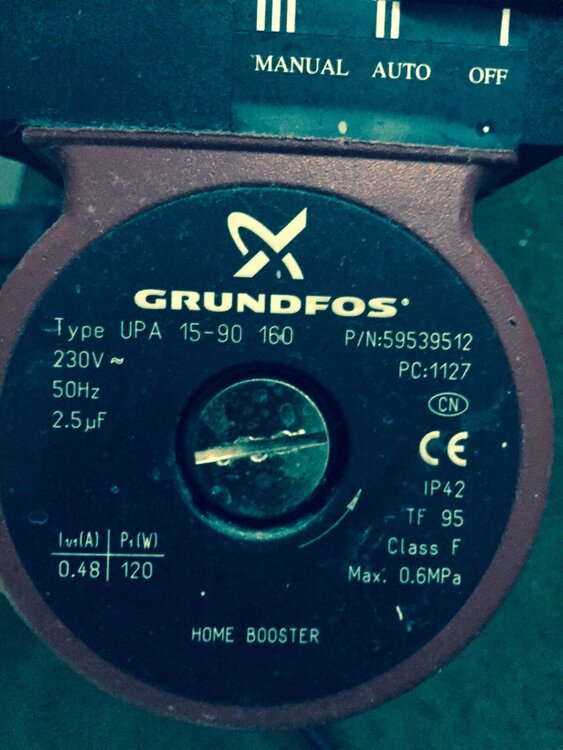 III II I
MANUAL AUTO OFF
GRUNDFOS
Type UPA 15-90 160 P/N:59539512
230V ~ PC:1127
50Hz CN
2.5µF CE
IP42
TF 95
I1/1(A) P1(W) Class F
0.48 120 Max. 0.6MPa
HOME BOOSTER